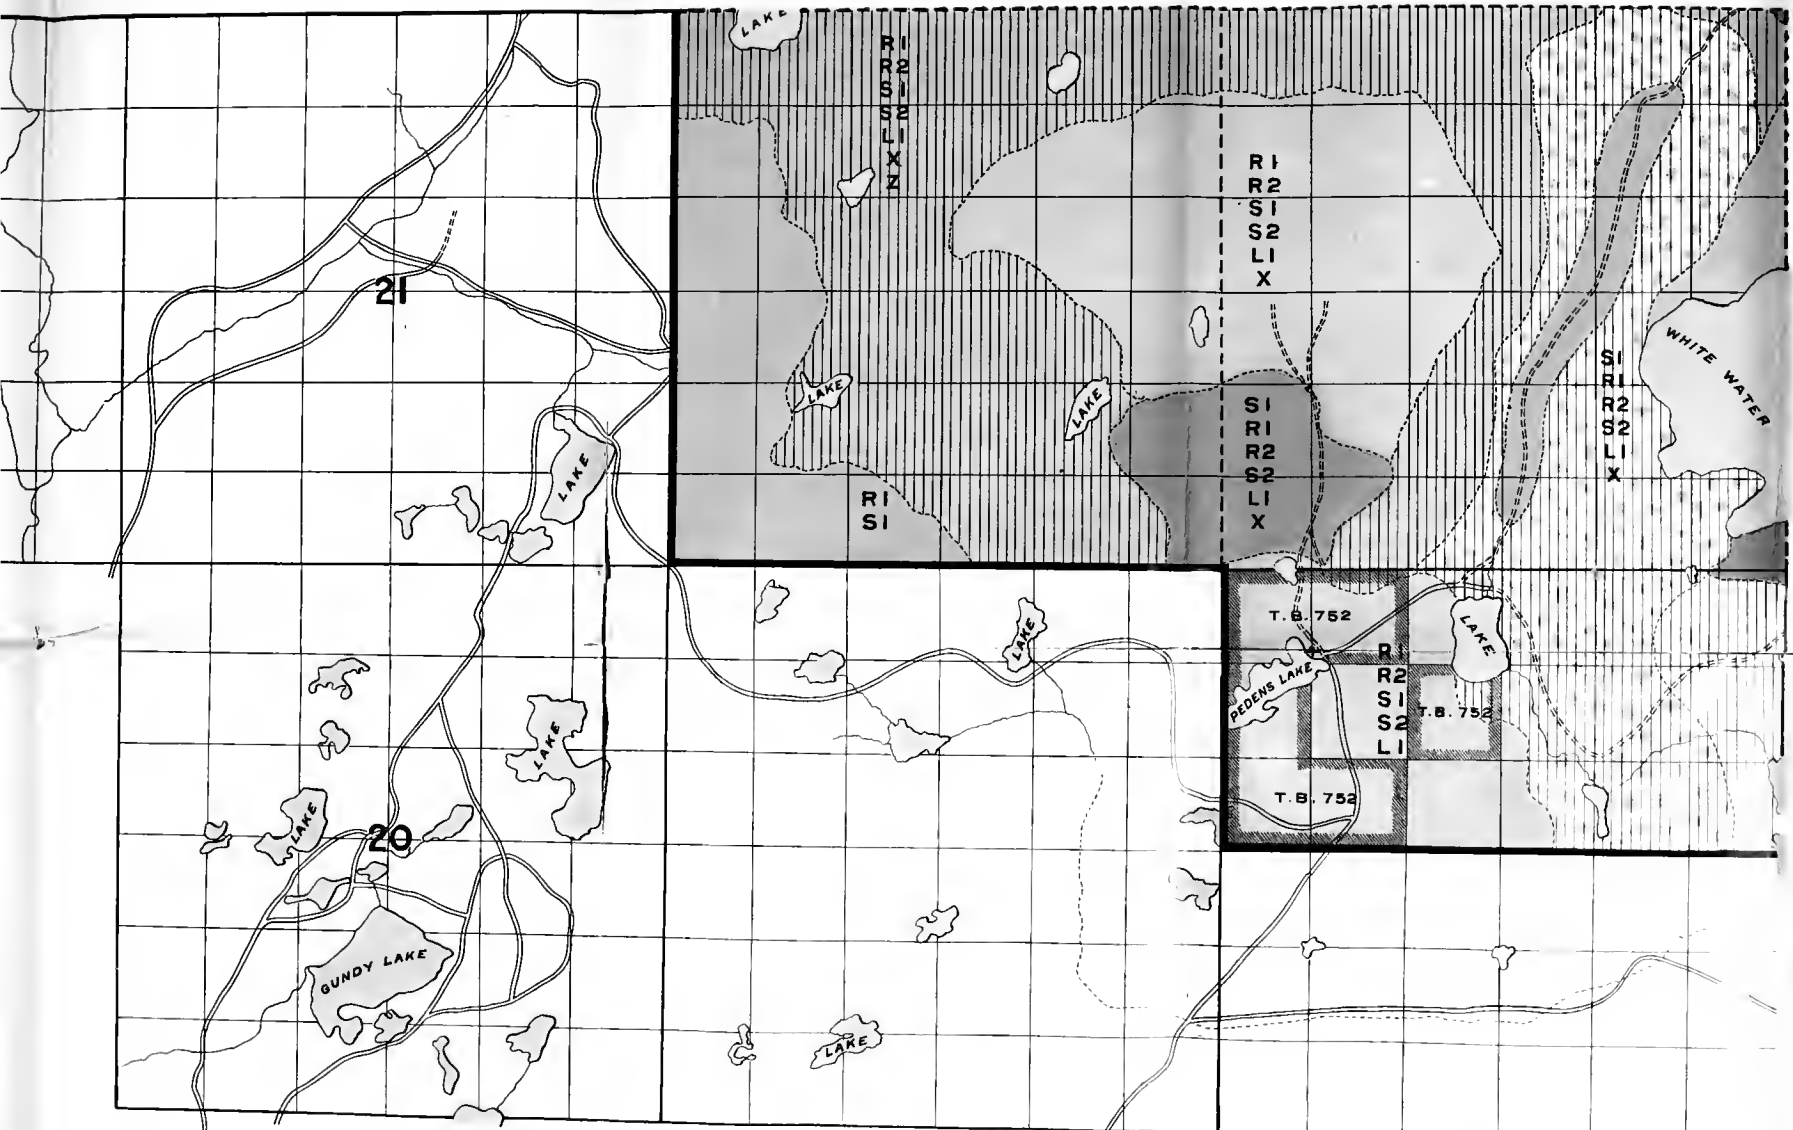 LAKE
R1
R2
S1
S2
L1
X
Z
R1
R2
S1
S2
L1
X
21
WHITE WATER
S1
R1
R2
S2
L1
X
LAKE
LAKE
S1
R1
R2
S2
L1
X
LAKE
R1
S1
T.B. 752
LAKE
LAKE
R1
R2
S1
S2
L1
PEDENS LAKE
T.B. 752
LAKE
T.B. 752
LAKE
20
GUNDY LAKE
LAKE